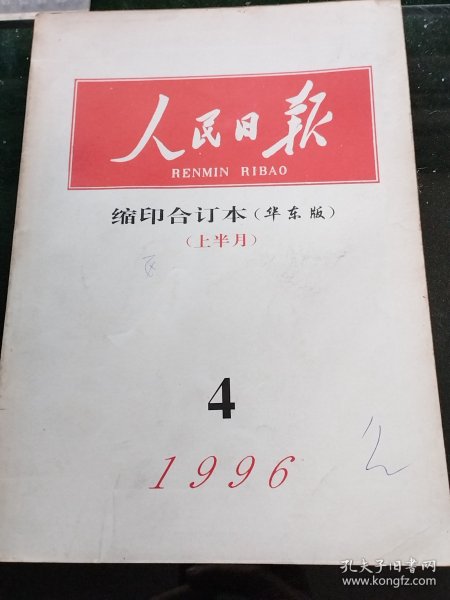 人民日报
RENMIN RIBAO
缩印合订本(华东版)
(上半月)
4
1996
孔夫子旧书网
www.kongfz.com